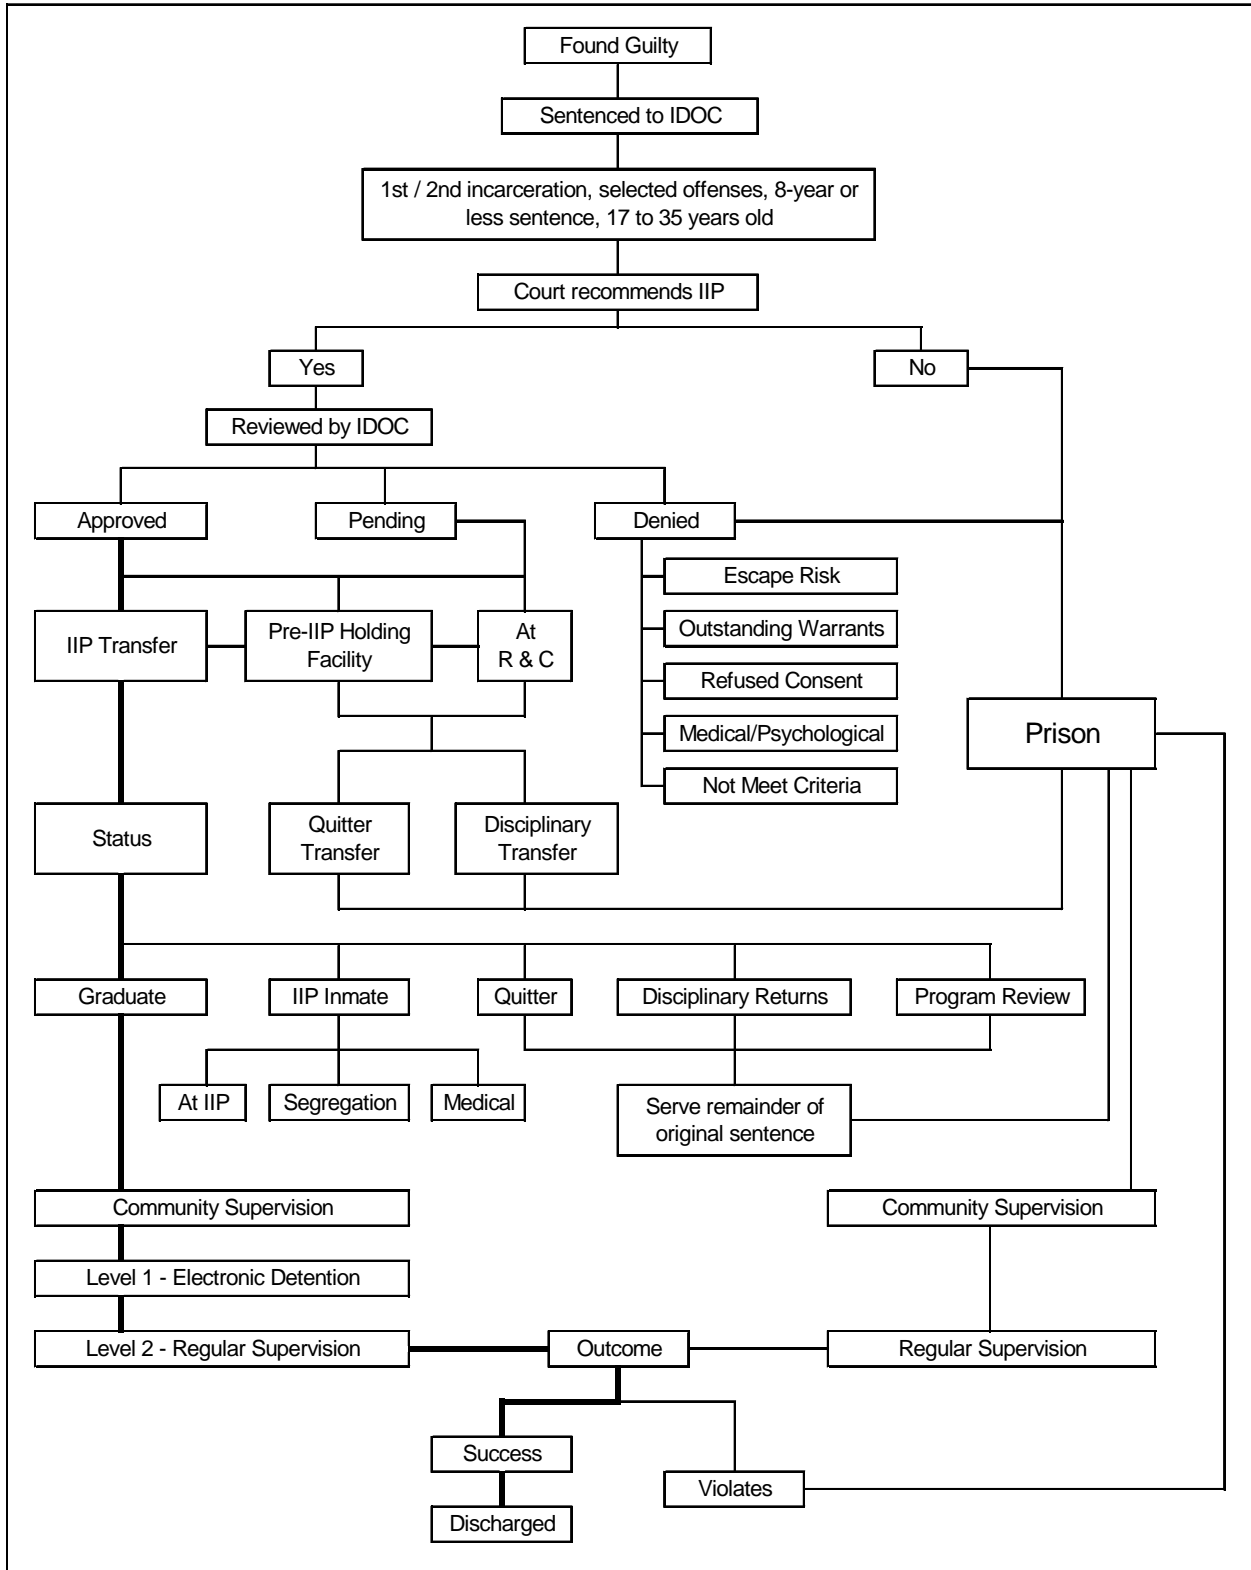 Found Guilty
Sentenced to IDOC
1st / 2nd incarceration, selected offenses, 8-year or
less sentence, 17 to 35 years old
Court recommends IIP
Yes
No
Reviewed by IDOC
Approved
Pending
Denied
Escape Risk
Outstanding Warrants
Refused Consent
Medical/Psychological
Not Meet Criteria
IIP Transfer
Pre-IIP Holding
Facility
At
R & C
Prison
Status
Quitter
Transfer
Disciplinary
Transfer
Graduate
IIP Inmate
Quitter
Disciplinary Returns
Program Review
At IIP
Segregation
Medical
Serve remainder of
original sentence
Community Supervision
Community Supervision
Level 1 - Electronic Detention
Level 2 - Regular Supervision
Outcome
Regular Supervision
Success
Violates
Discharged